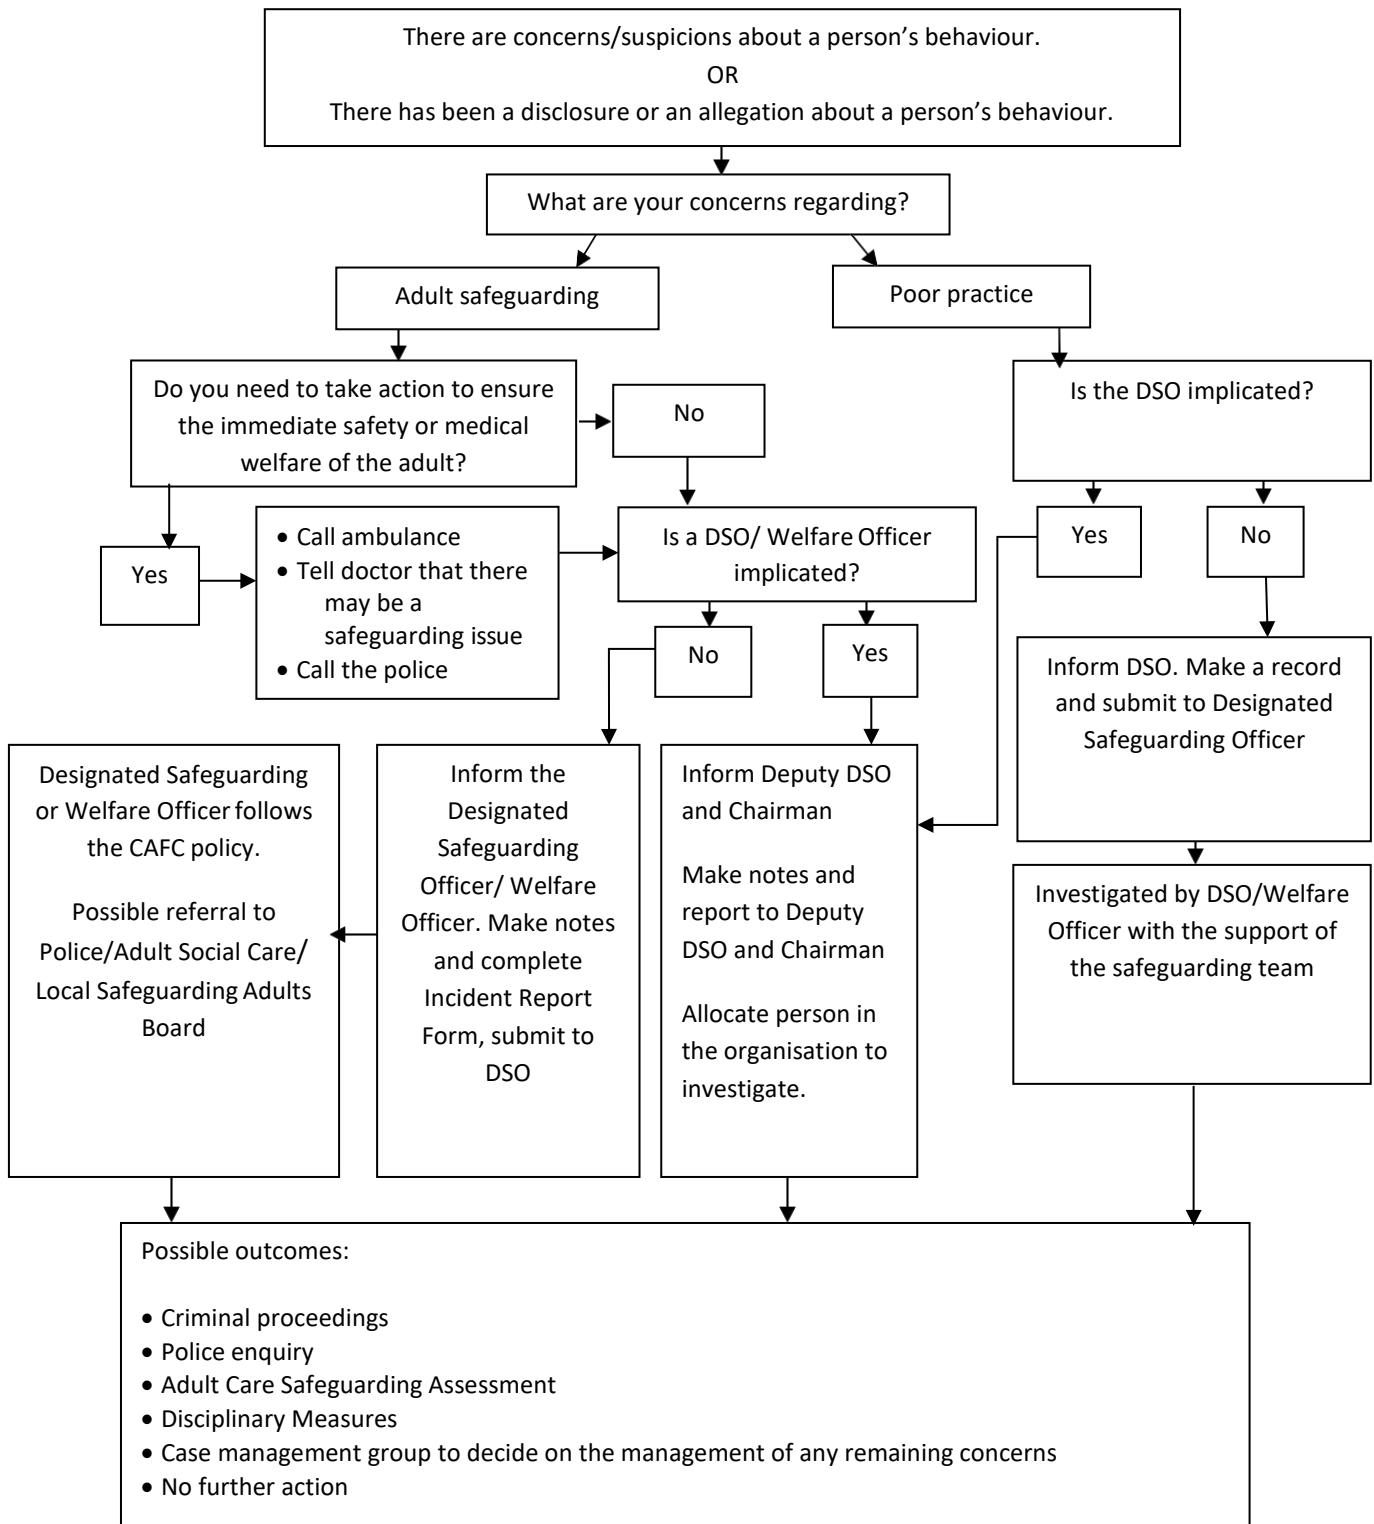 There are concerns/suspicions about a person’s behaviour.
OR
There has been a disclosure or an allegation about a person’s behaviour.
What are your concerns regarding?
Adult safeguarding
Poor practice
Do you need to take action to ensure
the immediate safety or medical
welfare of the adult?
No
Is the DSO implicated?
Yes
• Call ambulance
• Tell doctor that there
may be a
safeguarding issue
• Call the police
Is a DSO/ Welfare Officer
implicated?
Yes
No
No
Yes
Inform DSO. Make a record
and submit to Designated
Safeguarding Officer
Designated Safeguarding
or Welfare Officer follows
the CAFC policy.
Possible referral to
Police/Adult Social Care/
Local Safeguarding Adults
Board
Inform the
Designated
Safeguarding
Officer/ Welfare
Officer. Make notes
and complete
Incident Report
Form, submit to
DSO
Inform Deputy DSO
and Chairman
Make notes and
report to Deputy
DSO and Chairman
Allocate person in
the organisation to
investigate.
Investigated by DSO/Welfare
Officer with the support of
the safeguarding team
Possible outcomes:
• Criminal proceedings
• Police enquiry
• Adult Care Safeguarding Assessment
• Disciplinary Measures
• Case management group to decide on the management of any remaining concerns
• No further action